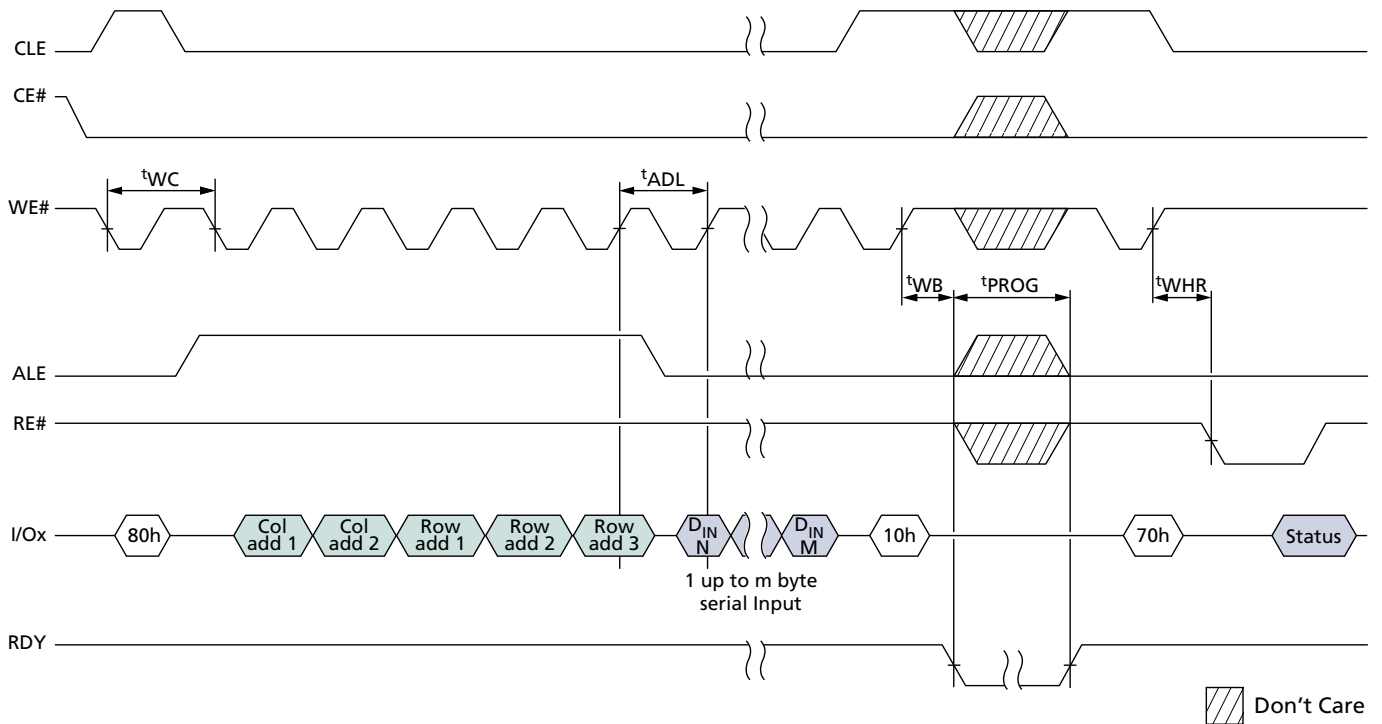 CLE
CE#
tWC
tADL
WE#
tWB
tPROG
tWHR
ALE
RE#
I/Ox
80h
Col
add 1
Col
add 2
Row
add 1
Row
add 2
Row
add 3
DIN
N
DIN
M
10h
70h
Status
1 up to m byte
serial Input
RDY
Don't Care